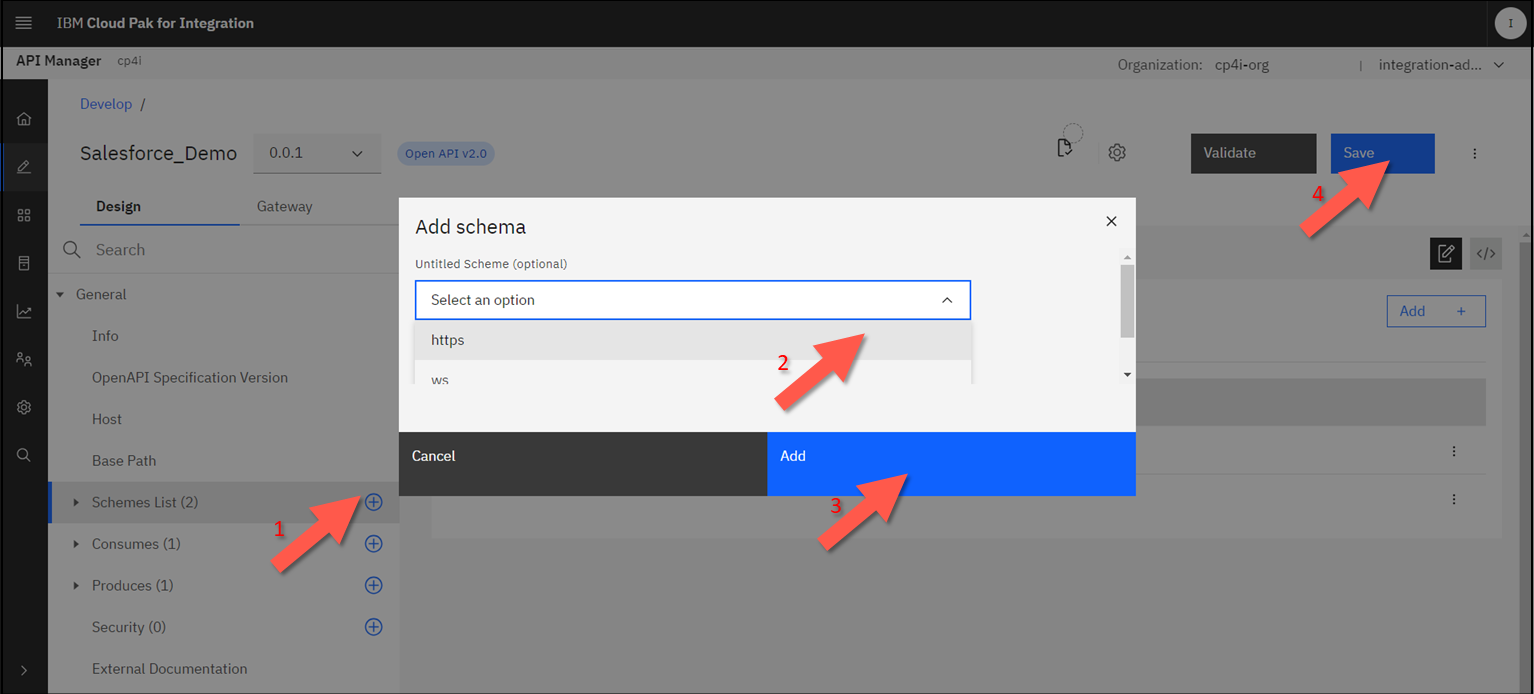 IBM Cloud Pak for Integration
I
API Manager cp4i
Organization: cp4i-org | integration-ad...
Develop /
Salesforce_Demo 0.0.1 Open API v2.0
Validate Save
4
Design Gateway
Search
Add schema
Untitled Scheme (optional)
Select an option
https
ws
2
Cancel Add
3
Add +
</>
General
Info
OpenAPI Specification Version
Host
Base Path
Schemes List (2)
1
Consumes (1)
Produces (1)
Security (0)
External Documentation